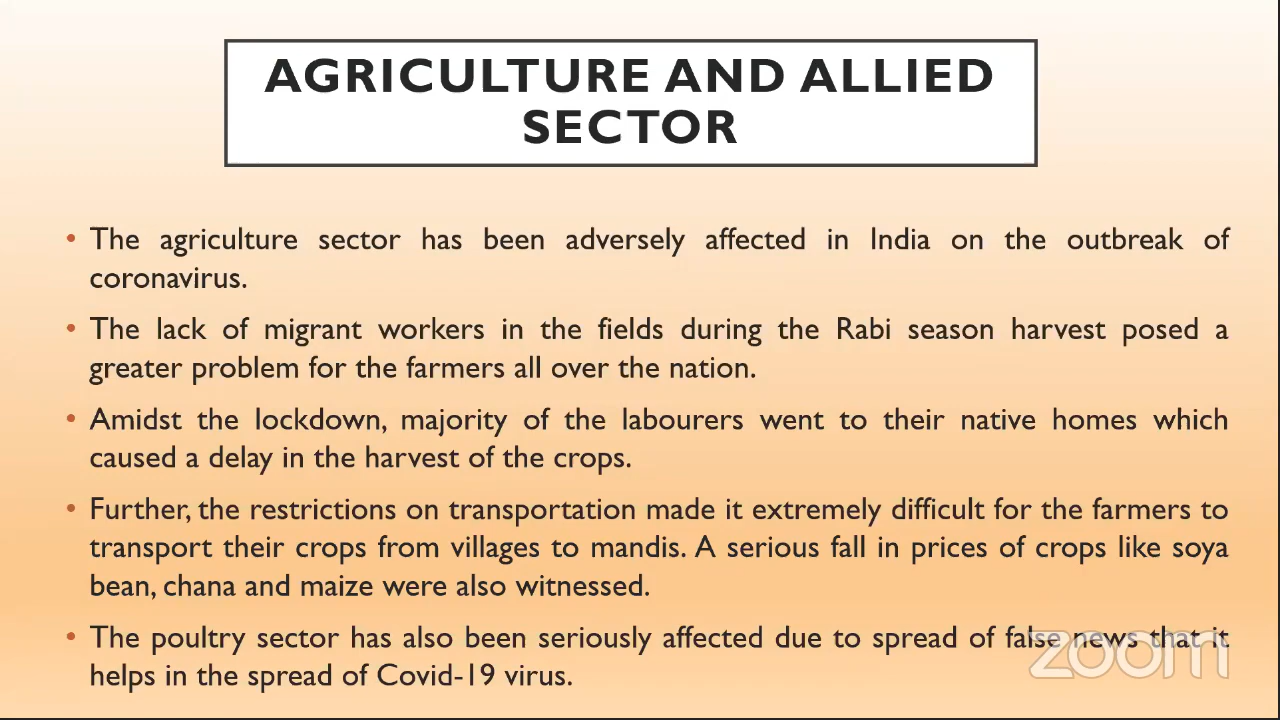 AGRICULTURE AND ALLIED
SECTOR
• The agriculture sector has been adversely affected in India on the outbreak of
coronavirus.
• The lack of migrant workers in the fields during the Rabi season harvest posed a
greater problem for the farmers all over the nation.
• Amidst the lockdown, majority of the labourers went to their native homes which
caused a delay in the harvest of the crops.
• Further, the restrictions on transportation made it extremely difficult for the farmers to
transport their crops from villages to mandis. A serious fall in prices of crops like soya
bean, chana and maize were also witnessed.
• The poultry sector has also been seriously affected due to spread of false news that it
helps in the spread of Covid-19 virus.
zoom